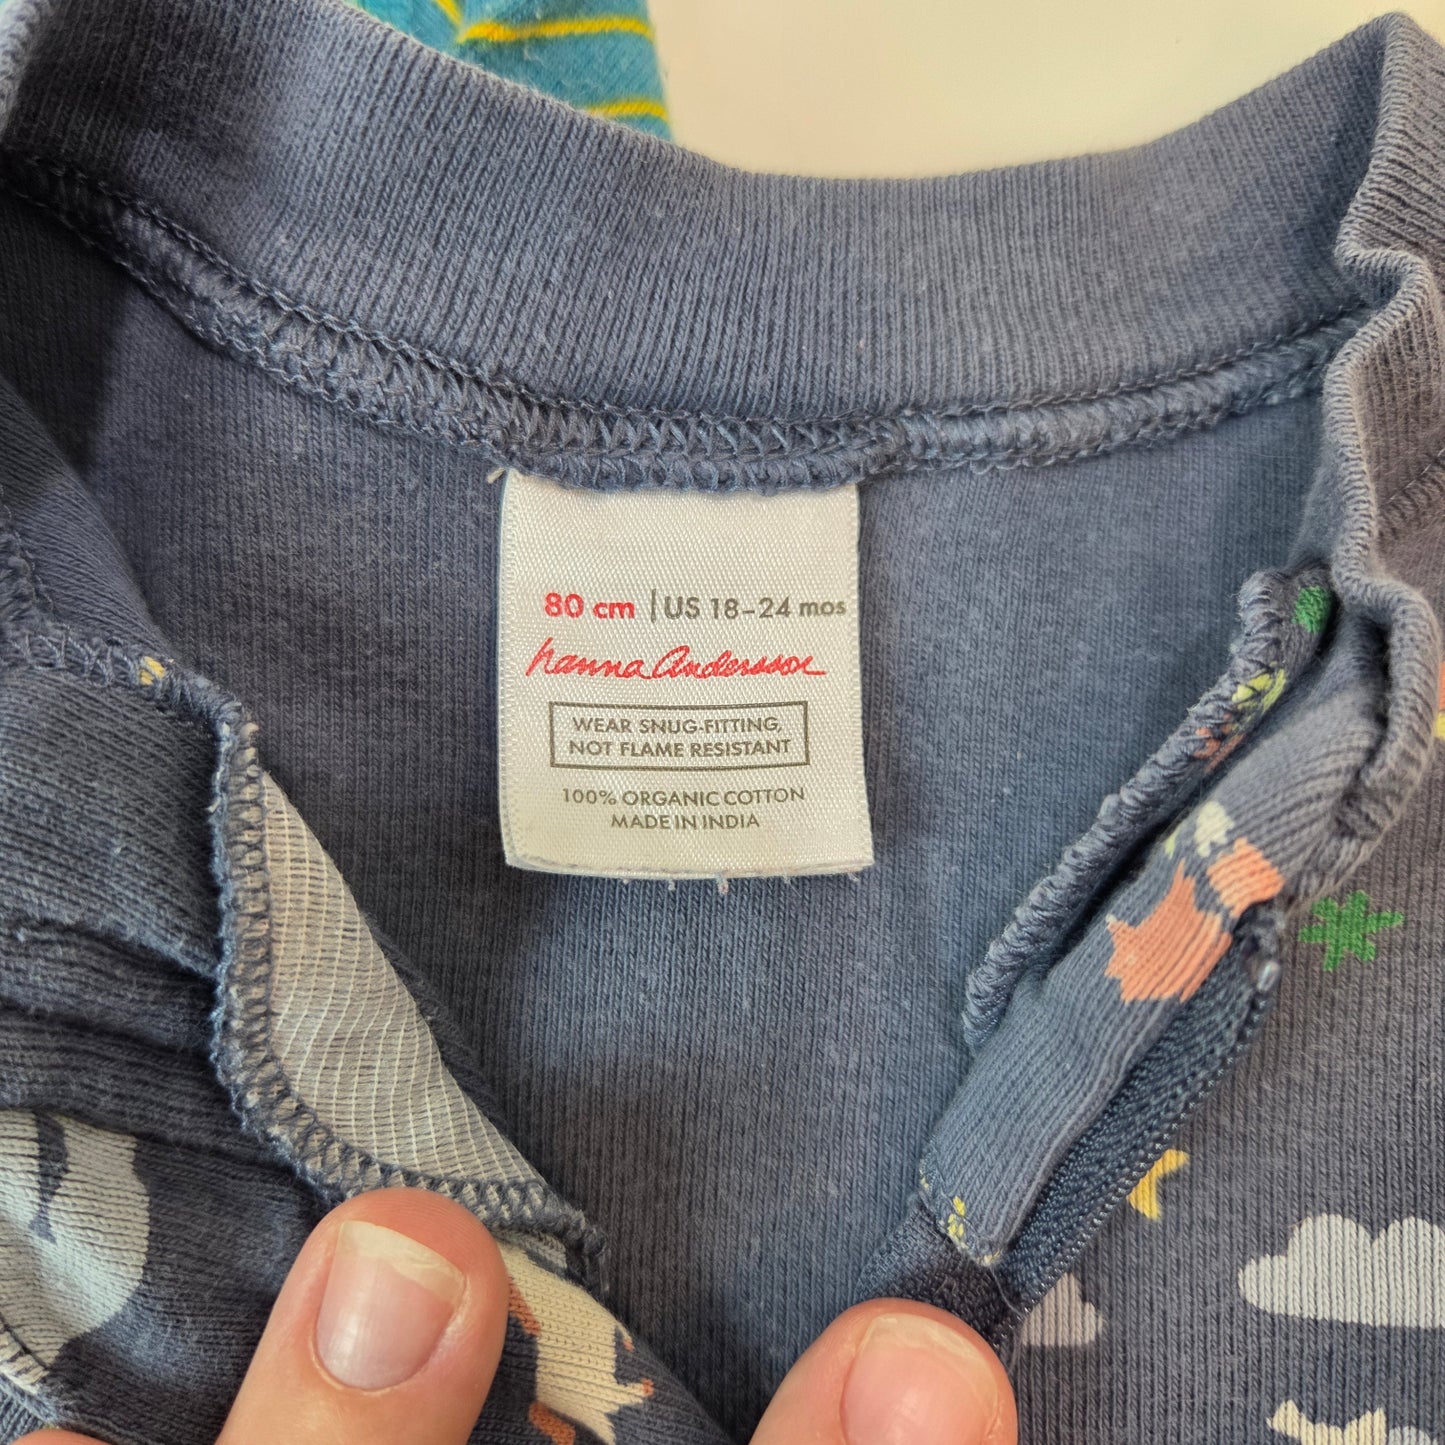 80 cm | US 18-24 mos
hanna Andersson
WEAR SNUG-FITTING,
NOT FLAME RESISTANT
100% ORGANIC COTTON
MADE IN INDIA